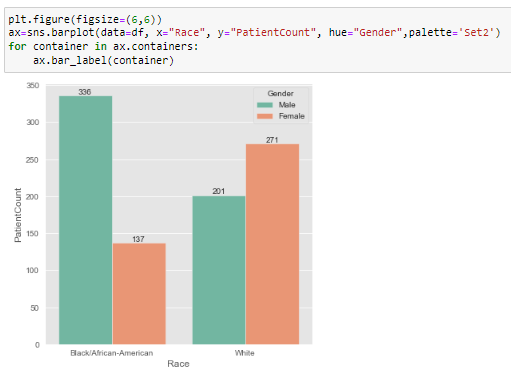 plt.figure(figsize=(6,6))
ax=sns.barplot(data=df, x="Race", y="PatientCount", hue="Gender",palette='Set2')
for container in ax.containers:
    ax.bar_label(container)
350
336
Gender
Male
Female
300
271
250
201
200
PatientCount
150
137
100
50
0
Black/African-American
White
Race